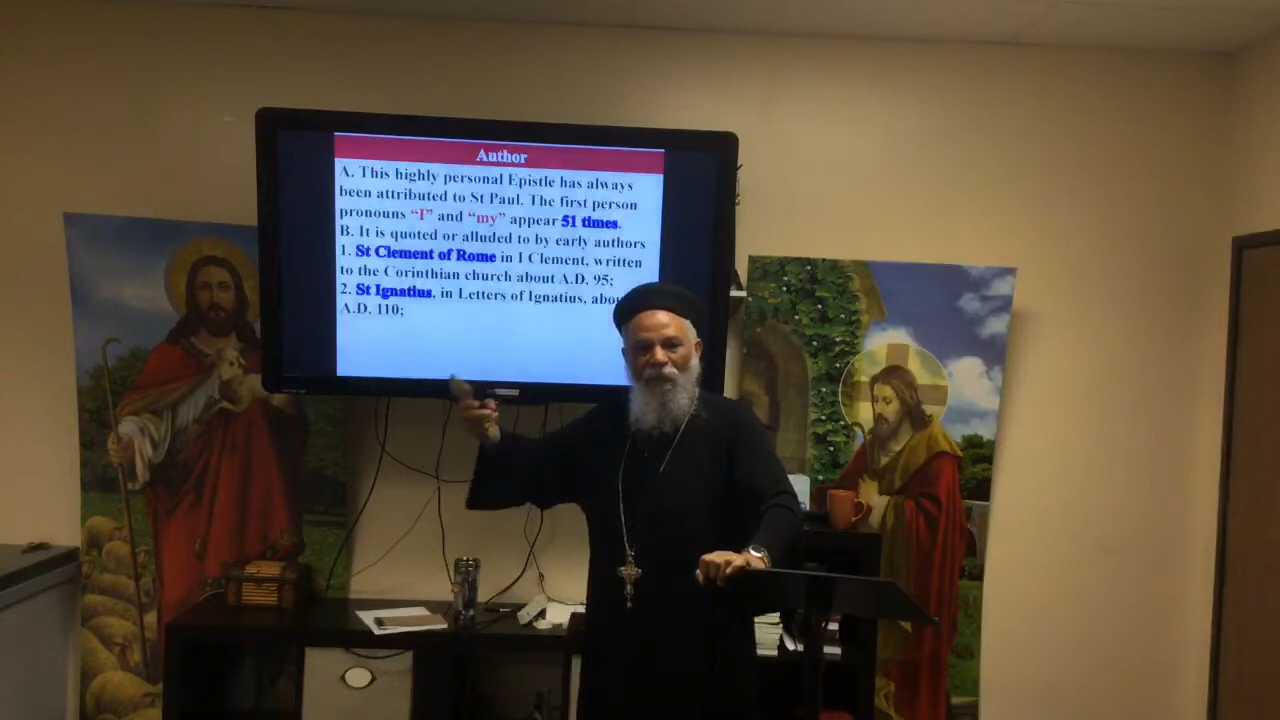 Author
A. This highly personal Epistle has always
been attributed to St Paul. The first person
pronouns “I” and “my” appear 51 times.
B. It is quoted or alluded to by early authors
1. St Clement of Rome in I Clement, written
to the Corinthian church about A.D. 95;
2. St Ignatius, in Letters of Ignatius, abou
A.D. 110;